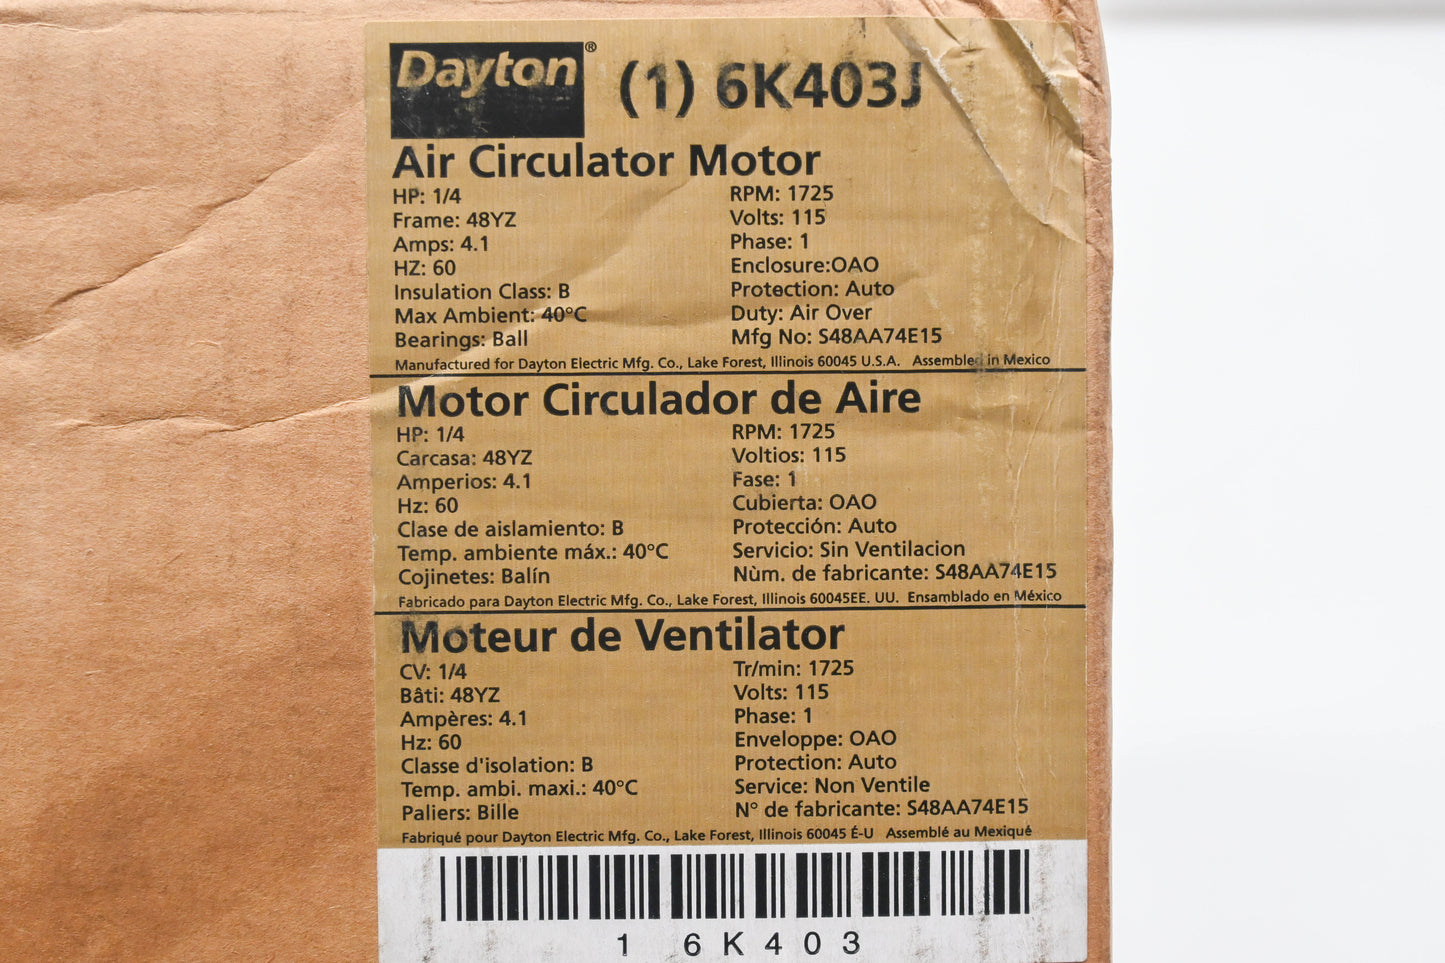 Dayton® (1) 6K403J
Air Circulator Motor
HP: 1/4 RPM: 1725
Frame: 48YZ Volts: 115
Amps: 4.1 Phase: 1
HZ: 60 Enclosure:OAO
Insulation Class: B Protection: Auto
Max Ambient: 40°C Duty: Air Over
Bearings: Ball Mfg No: S48AA74E15
Manufactured for Dayton Electric Mfg. Co., Lake Forest, Illinois 60045 U.S.A. Assembled in Mexico
Motor Circulador de Aire
HP: 1/4 RPM: 1725
Carcasa: 48YZ Voltios: 115
Amperios: 4.1 Fase: 1
Hz: 60 Cubierta: OAO
Clase de aislamiento: B Protección: Auto
Temp. ambiente máx.: 40°C Servicio: Sin Ventilacion
Cojinetes: Balín Nùm. de fabricante: S48AA74E15
Fabricado para Dayton Electric Mfg. Co., Lake Forest, Illinois 60045EE. UU. Ensamblado en México
Moteur de Ventilator
CV: 1/4 Tr/min: 1725
Bâti: 48YZ Volts: 115
Ampères: 4.1 Phase: 1
Hz: 60 Enveloppe: OAO
Classe d'isolation: B Protection: Auto
Temp. ambi. maxi.: 40°C Service: Non Ventile
Paliers: Bille N° de fabricante: S48AA74E15
Fabriqué pour Dayton Electric Mfg. Co., Lake Forest, Illinois 60045 É-U Assemblé au Mexiqué
1 6K403